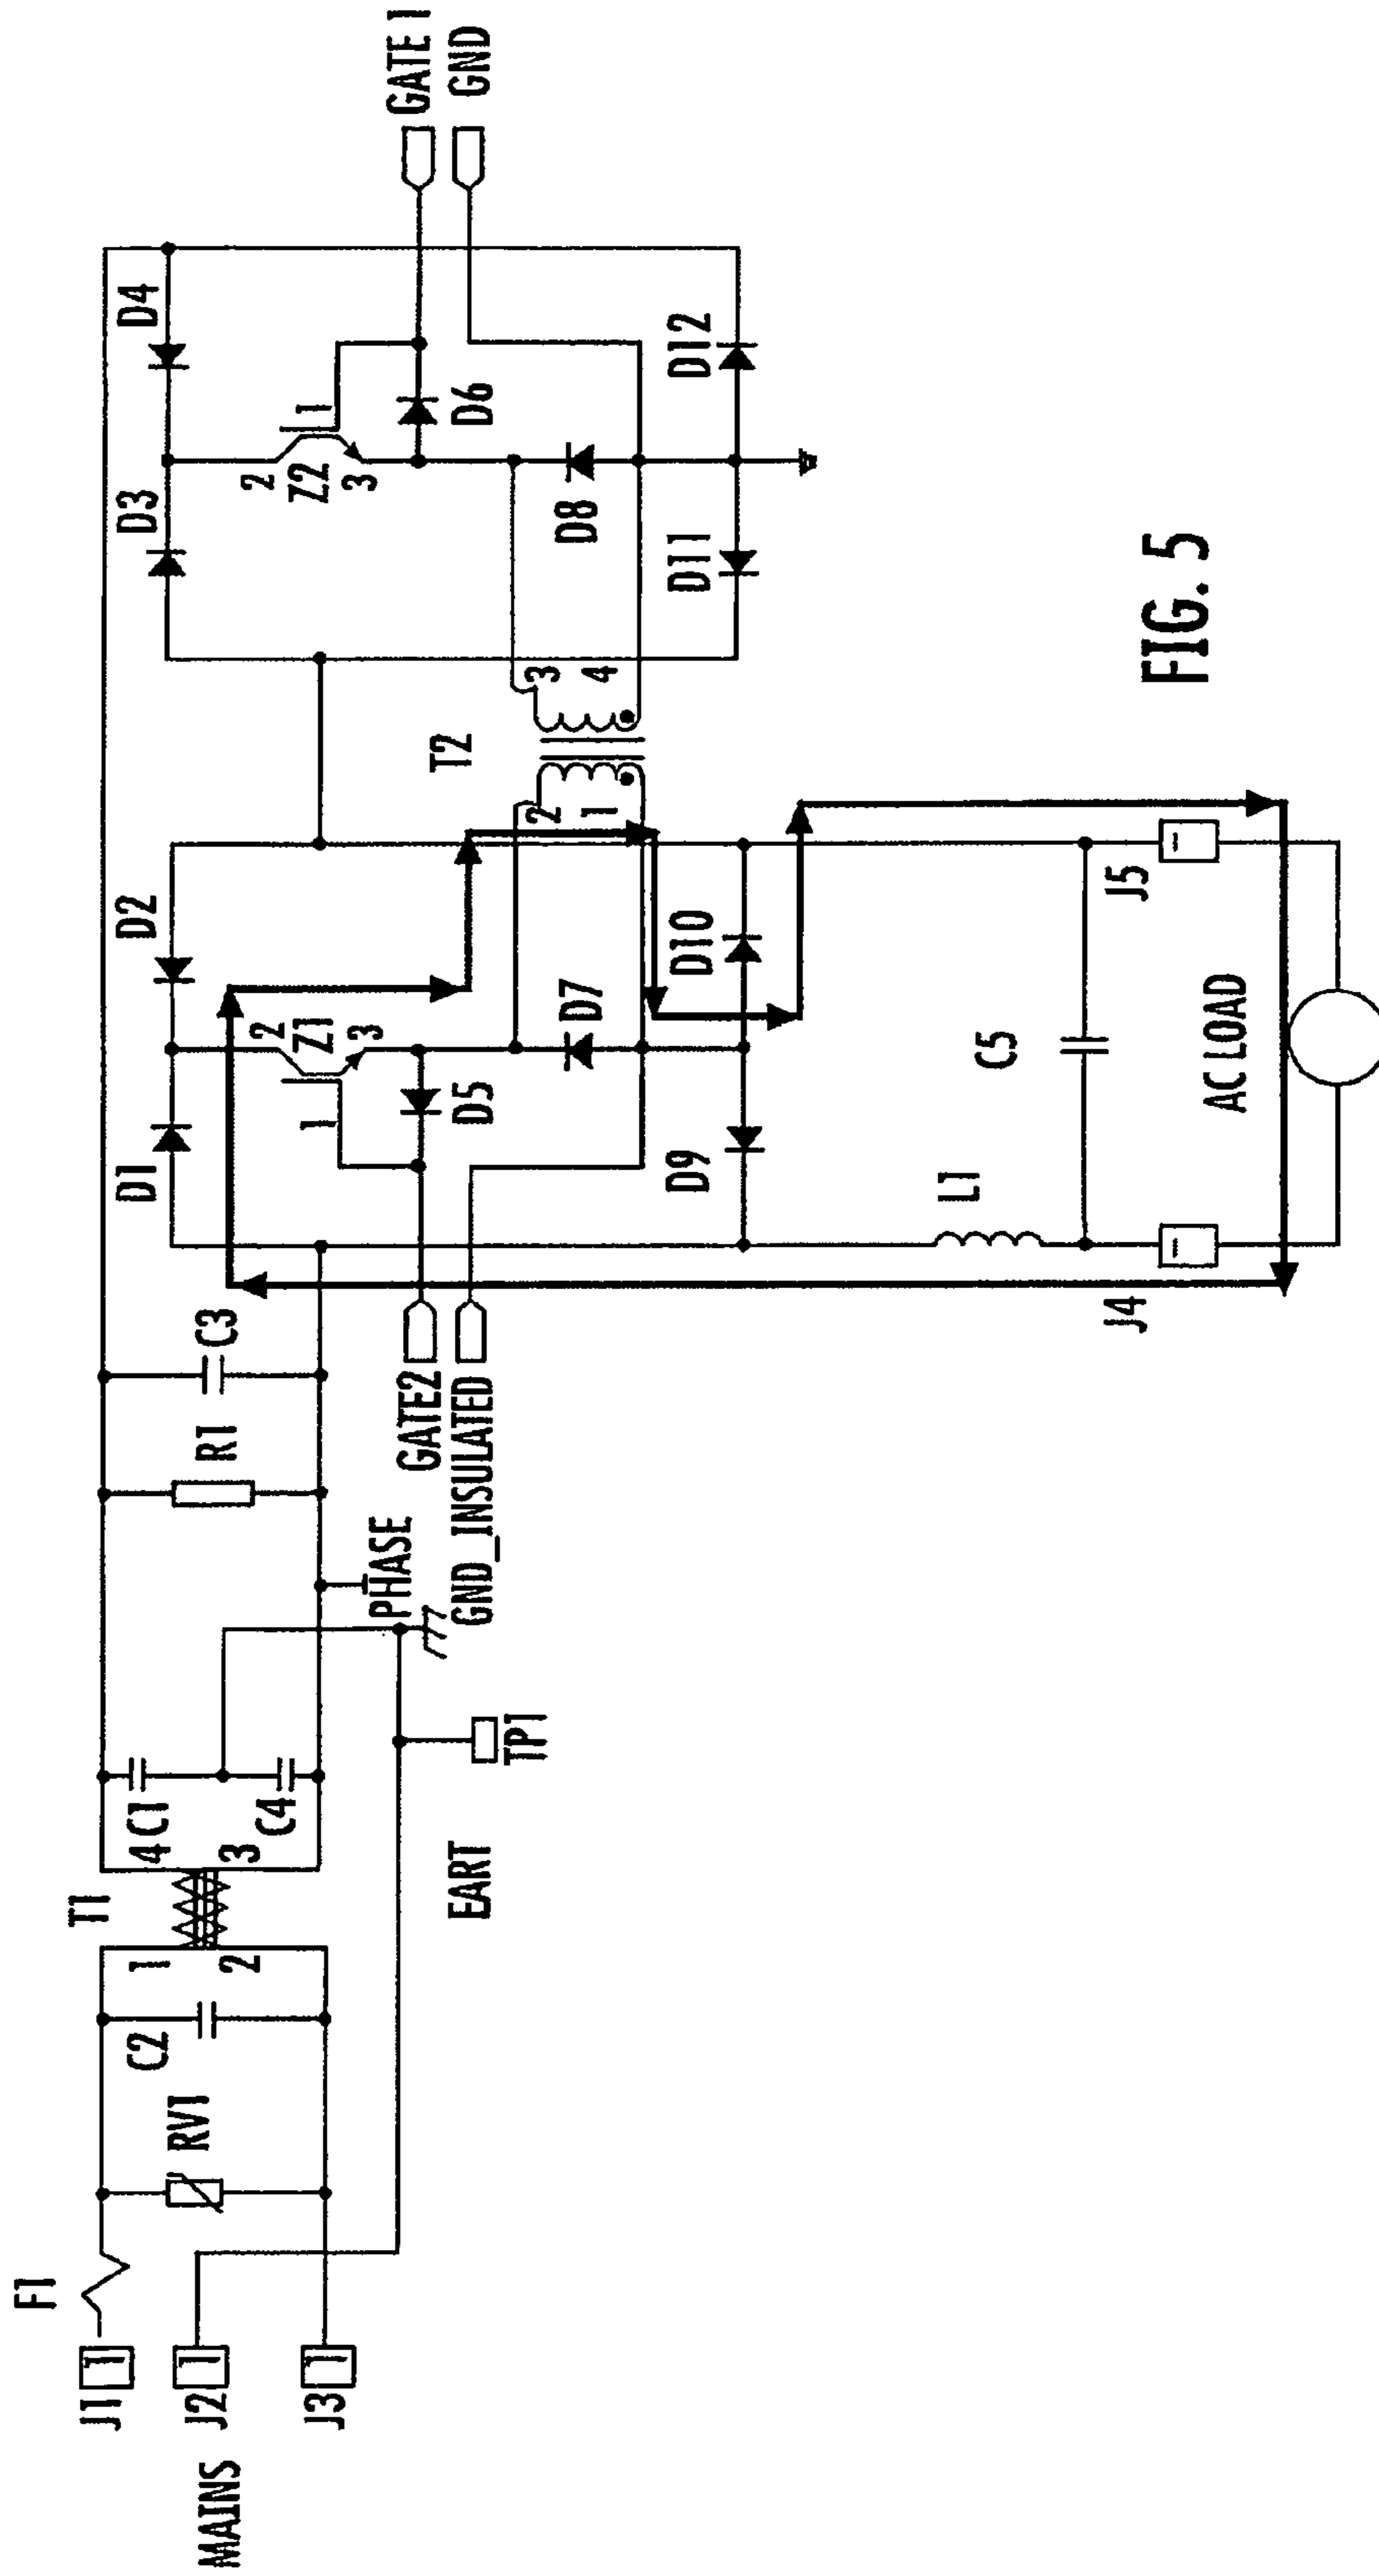 MAINS
J1 1
J2 1
J3 1
F1
RV1
C2
T1
1
2
4
3
C1
C4
EART
TP1
PHASE
R1
C3
GATE2
GND_INSULATED
D1
D2
2
Z1
3
1
D5
D7
D9
D10
T2
2
1
3
4
L1
C5
J4
J5
AC LOAD
D3
D4
2
Z2
3
1
D6
D8
D11
D12
GATE 1
GND
FIG. 5